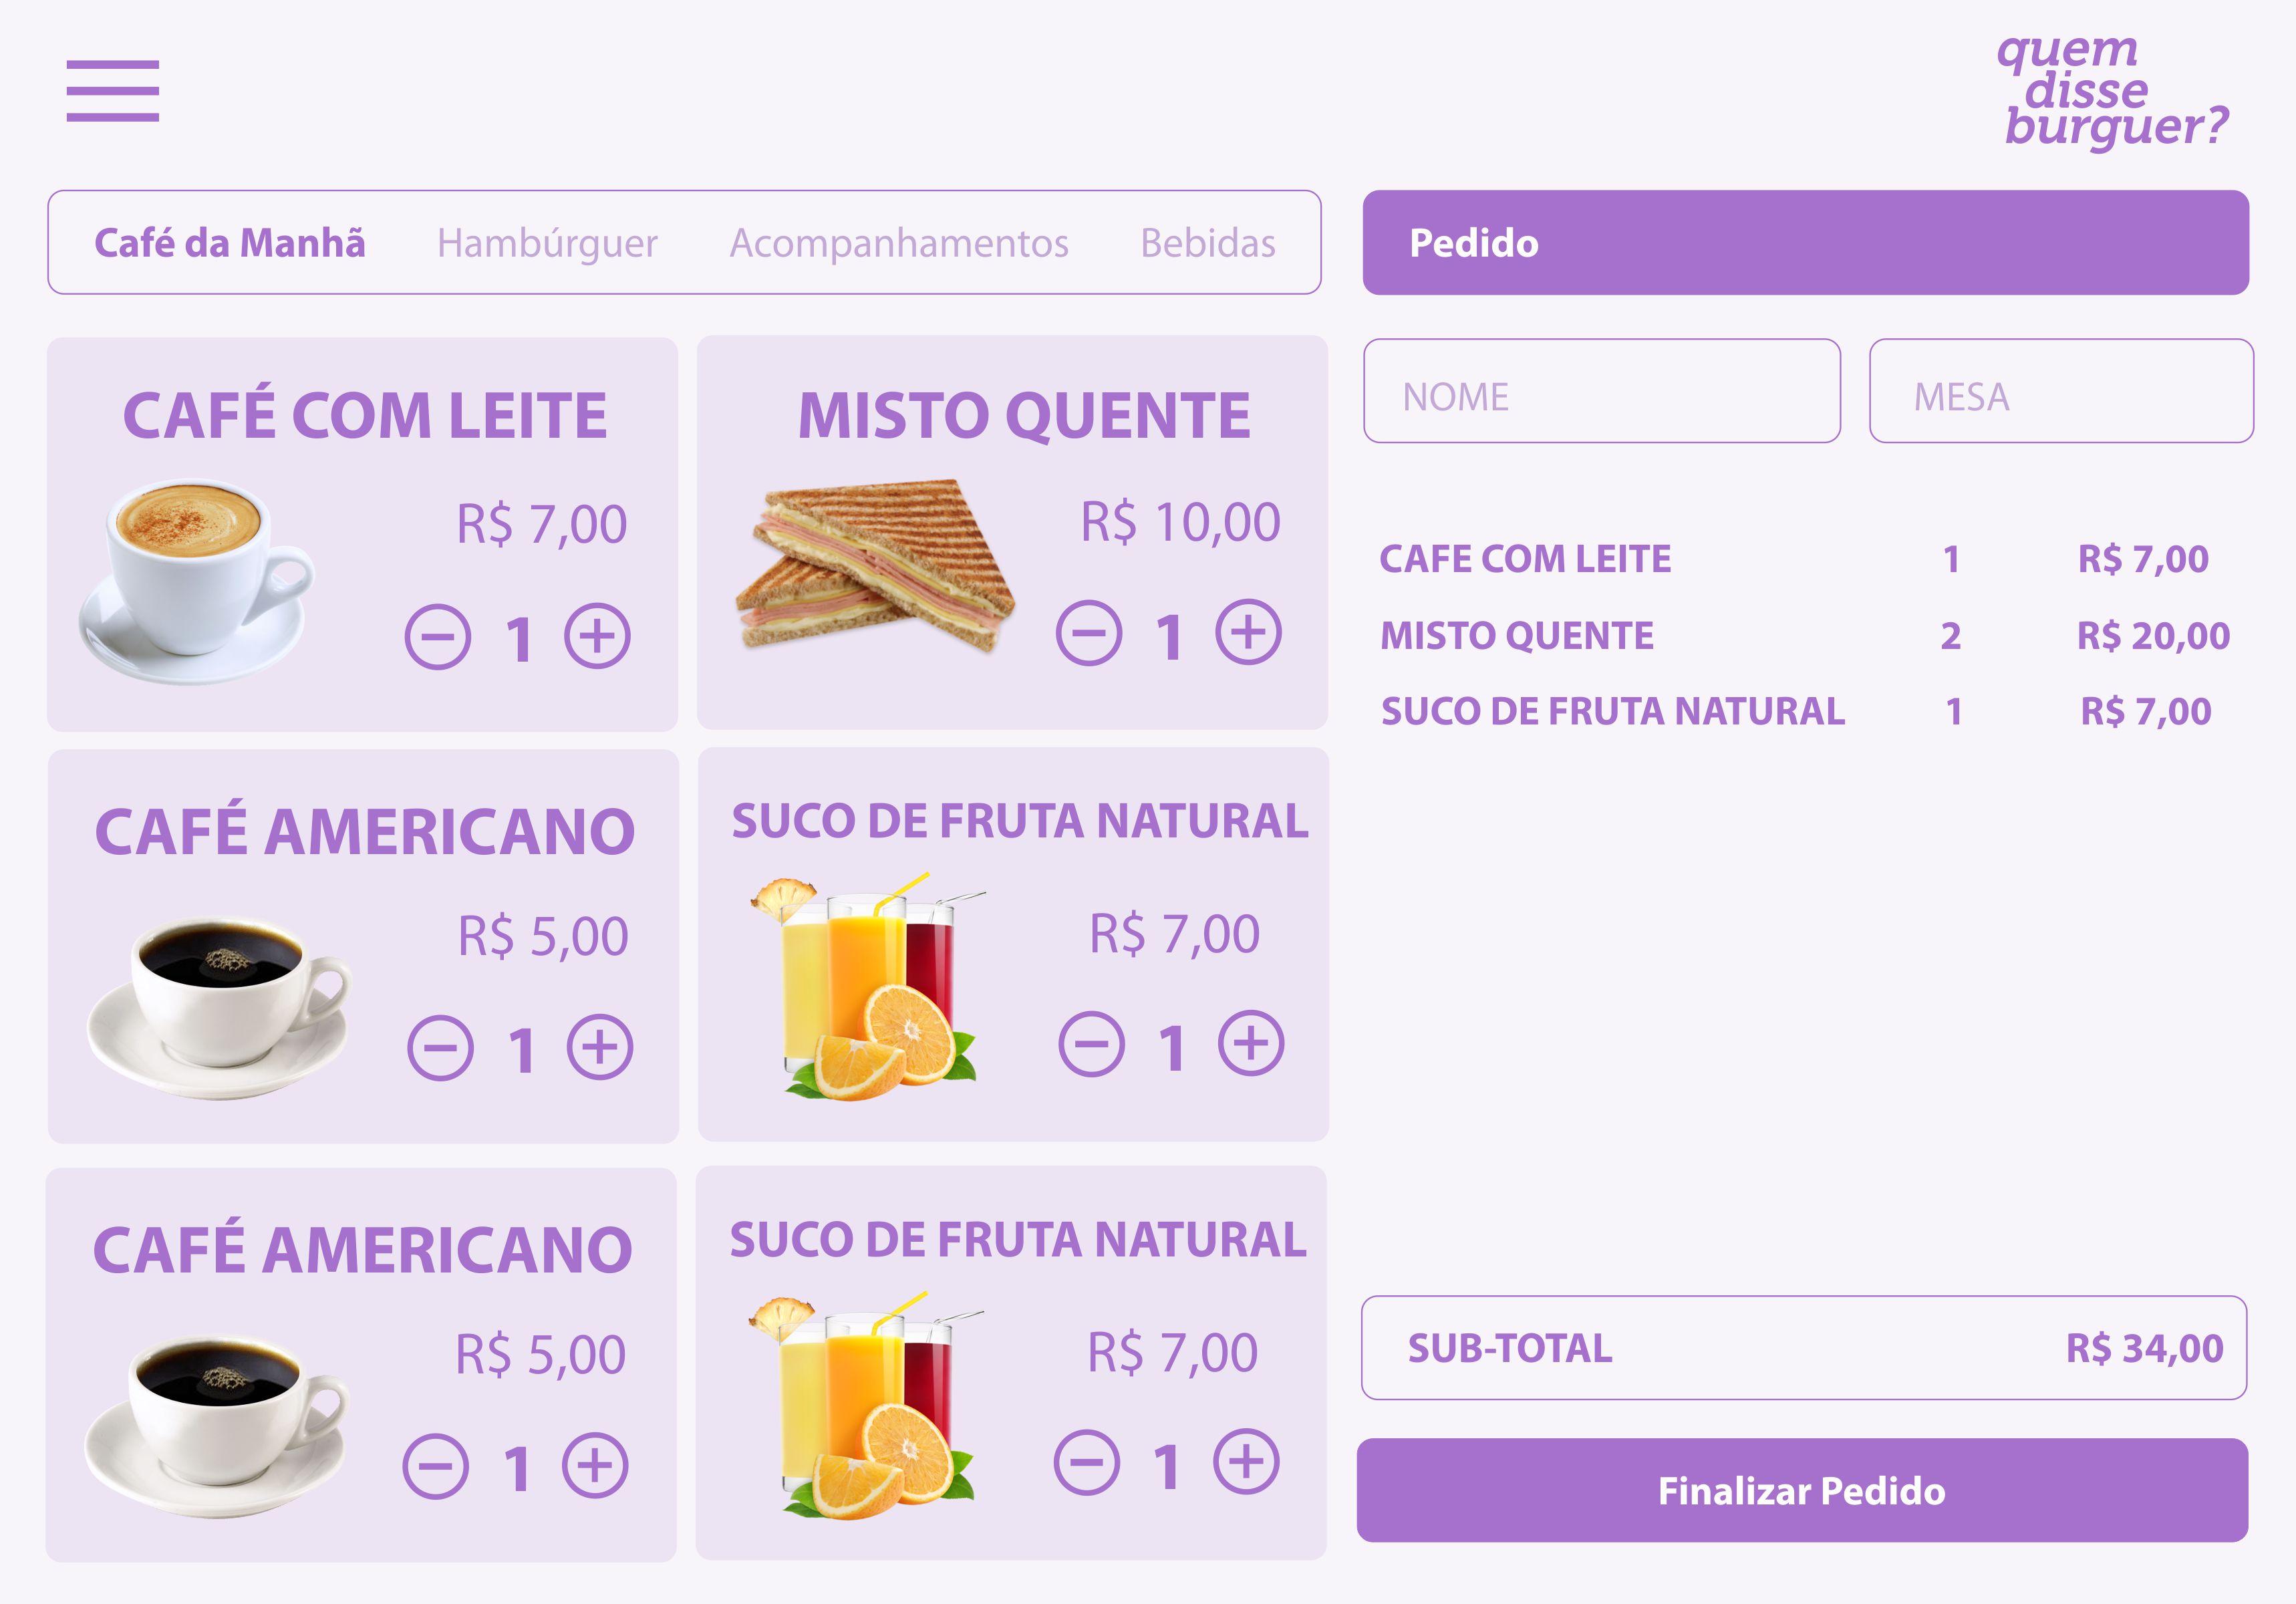 quem
disse
burguer?
Café da Manhã Hambúrguer Acompanhamentos Bebidas
Pedido
CAFÉ COM LEITE
R$ 7,00
1
MISTO QUENTE
R$ 10,00
1
CAFÉ AMERICANO
R$ 5,00
1
SUCO DE FRUTA NATURAL
R$ 7,00
1
CAFÉ AMERICANO
R$ 5,00
1
SUCO DE FRUTA NATURAL
R$ 7,00
1
NOME MESA
CAFE COM LEITE 1 R$ 7,00
MISTO QUENTE 2 R$ 20,00
SUCO DE FRUTA NATURAL 1 R$ 7,00
SUB-TOTAL R$ 34,00
Finalizar Pedido